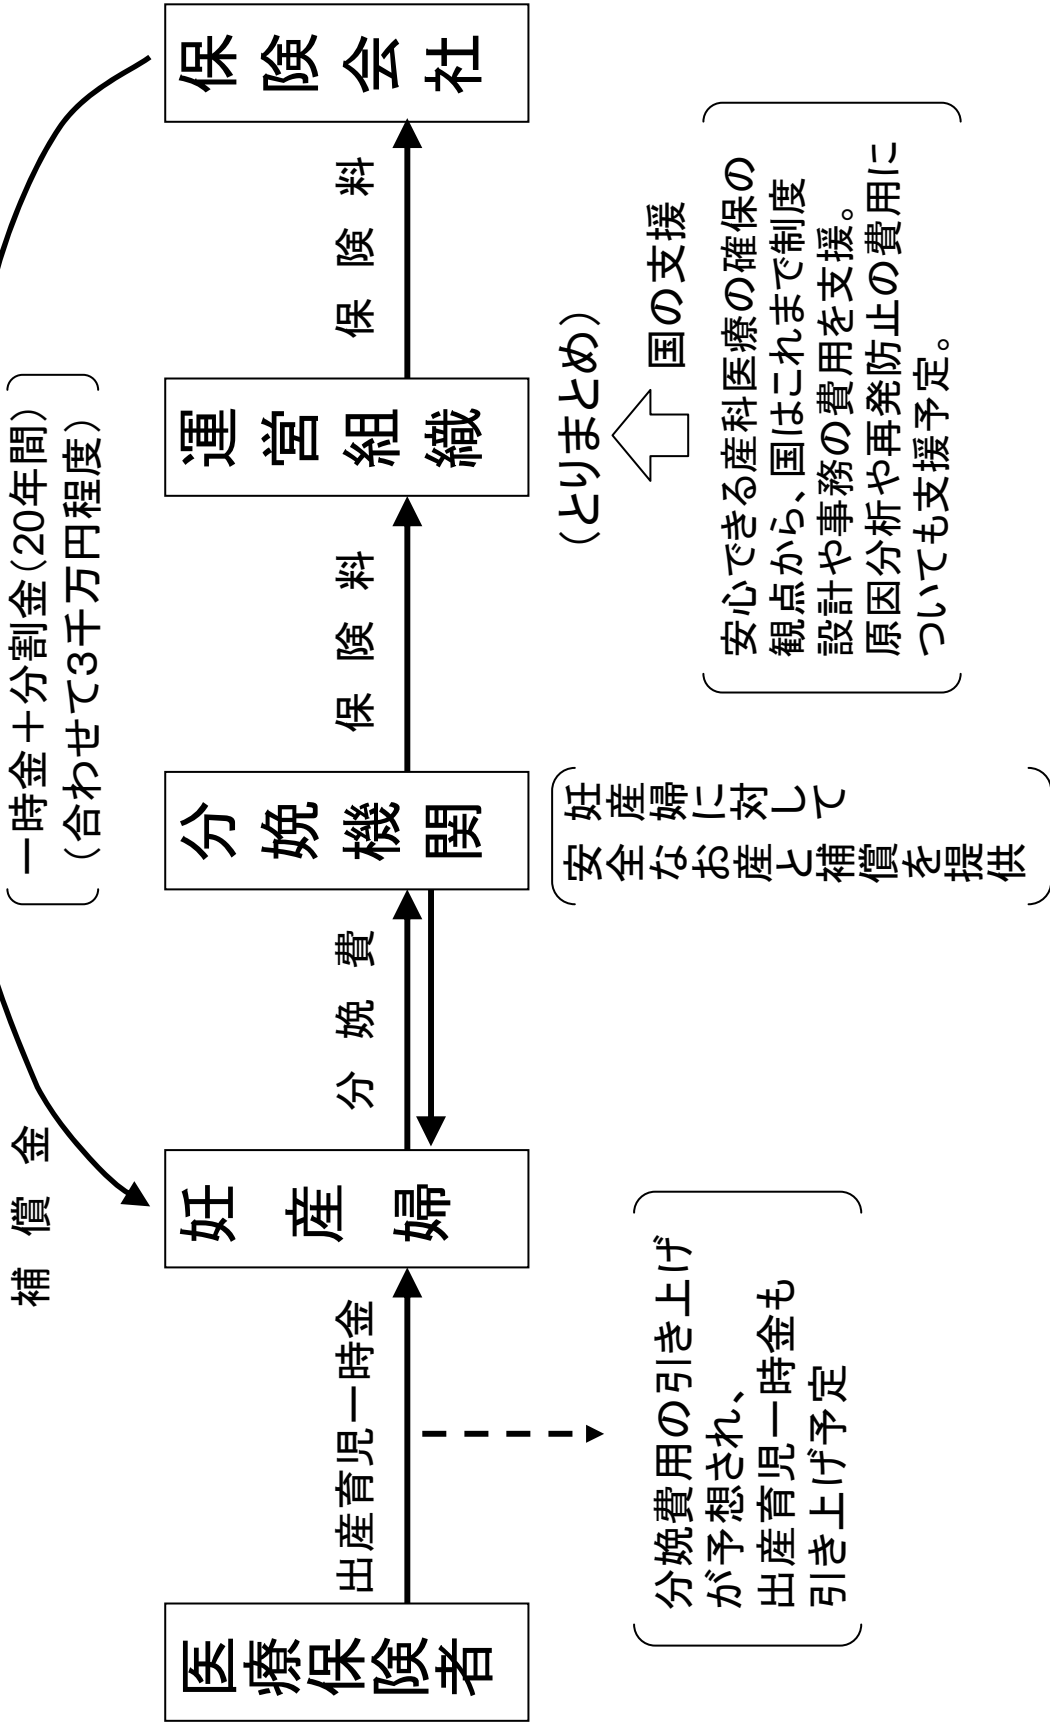 補償金
一時金＋分割金(20年間)
(合わせて3千万円程度)
医療保険者
出産育児一時金
妊産婦
分娩費
分娩機関
保険料
運営組織
保険料
保険会社
分娩費用の引き上げ
が予想され、
出産育児一時金も
引き上げ予定
妊産婦に対して
安全なお産と補償を提供
(とりまとめ)
国の支援
安心できる産科医療の確保の
観点から、国はこれまで制度
設計や事務の費用を支援。
原因分析や再発防止の費用に
ついても支援予定。